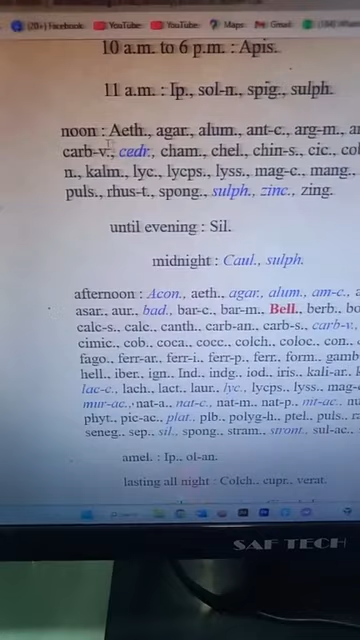 (20+) Facebook YouTube YouTube Maps Gmail
10 a.m. to 6 p.m. : Apis.
11 a.m. : Ip., sol-n., spig., sulph.
noon : Aeth., agar., alum., ant-c., arg-m.,
carb-v., cedr., cham., chel., chin-s., cic.,
n., kalm., lyc., lycps., lyss., mag-c., mang.,
puls., rhus-t., spong., sulph., zinc., zing.
until evening : Sil.
midnight : Caul., sulph.
afternoon : Acon., aeth., agar., alum., am-c.,
asar., aur., bad., bar-c., bar-m., Bell., berb.,
calc-s., calc., canth., carb-an., carb-s., carb-v.,
cimic., cob., coca., cocc., colch., coloc., con.,
fago., ferr-ar., ferr-i., ferr-p., ferr., form., gamb
hell., iber., ign., Ind., indg., iod., iris., kali-ar.,
lac-c., lach., lact., laur., lyc., lycps., lyss., mag-
mur-ac., nat-a., nat-c., nat-m., nat-p., nit-ac.,
phyt., pic-ac., plat., plb., polyg-h., ptel., puls.,
seneg., sep., sil., spong., stram., stront., sul-ac.,
amel. : Ip., ol-an.
lasting all night : Colch., cupr., verat.
SAF TECH